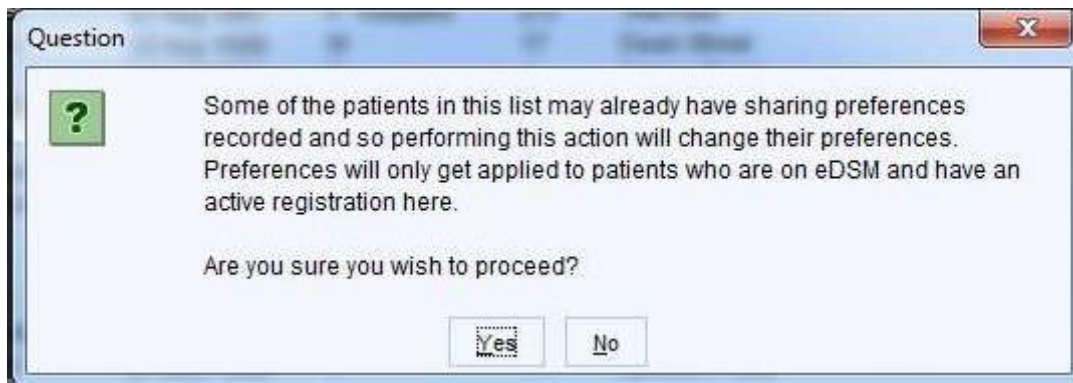 Question
Some of the patients in this list may already have sharing preferences
recorded and so performing this action will change their preferences.
Preferences will only get applied to patients who are on eDSM and have an
active registration here.
Are you sure you wish to proceed?
Yes
No